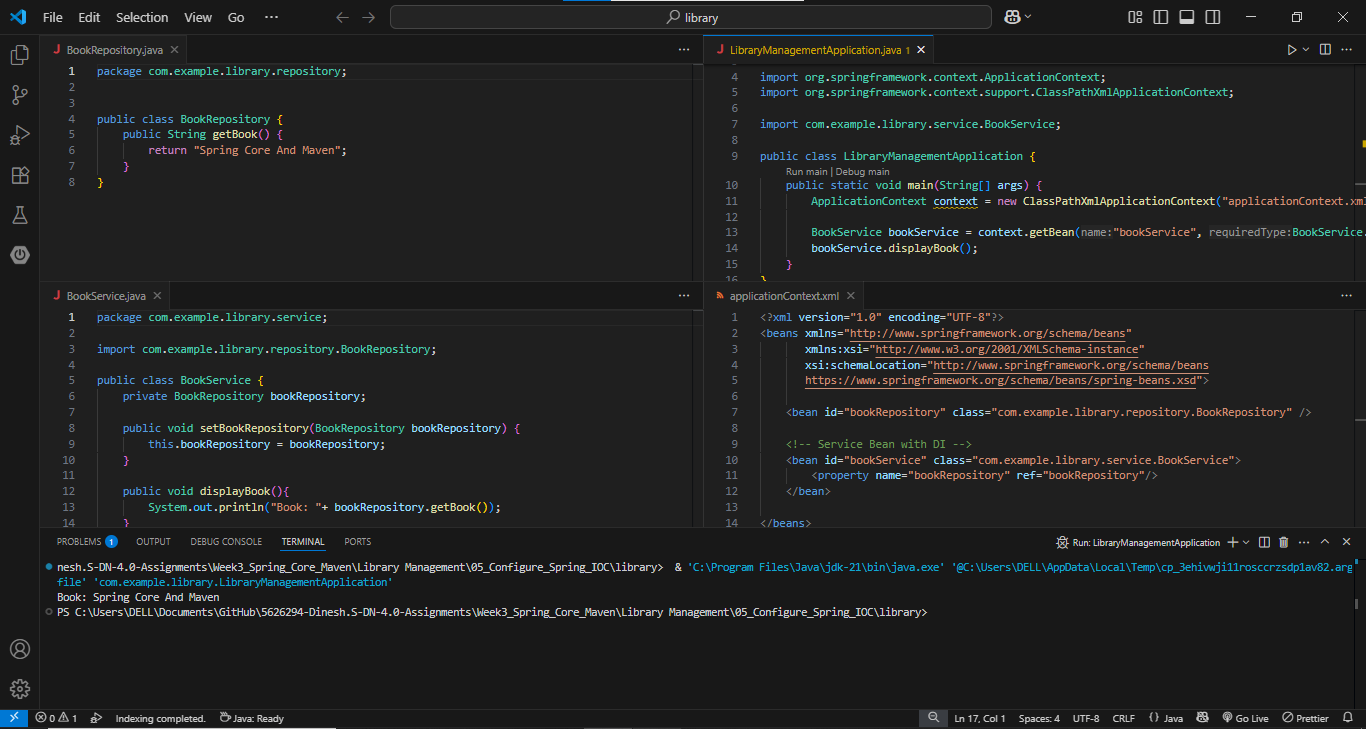 File Edit Selection View Go ··· library
BookRepository.java
1 package com.example.library.repository;
2
3
4 public class BookRepository {
5 public String getBook() {
6 return "Spring Core And Maven";
7 }
8 }
LibraryManagementApplication.java 1
4 import org.springframework.context.ApplicationContext;
5 import org.springframework.context.support.ClassPathXmlApplicationContext;
6
7 import com.example.library.service.BookService;
8
9 public class LibraryManagementApplication {
Run main | Debug main
10 public static void main(String[] args) {
11 ApplicationContext context = new ClassPathXmlApplicationContext("applicationContext.xml
12
13 BookService bookService = context.getBean(name:"bookService", requiredType:BookService.
14 bookService.displayBook();
15 }
16 }
BookService.java
1 package com.example.library.service;
2
3 import com.example.library.repository.BookRepository;
4
5 public class BookService {
6 private BookRepository bookRepository;
7
8 public void setBookRepository(BookRepository bookRepository) {
9 this.bookRepository = bookRepository;
10 }
11
12 public void displayBook(){
13 System.out.println("Book: "+ bookRepository.getBook());
14 }
applicationContext.xml
1 <?xml version="1.0" encoding="UTF-8"?>
2 <beans xmlns="http://www.springframework.org/schema/beans"
3 xmlns:xsi="http://www.w3.org/2001/XMLSchema-instance"
4 xsi:schemaLocation="http://www.springframework.org/schema/beans
5 https://www.springframework.org/schema/beans/spring-beans.xsd">
6
7 <bean id="bookRepository" class="com.example.library.repository.BookRepository" />
8
9 <!-- Service Bean with DI -->
10 <bean id="bookService" class="com.example.library.service.BookService">
11 <property name="bookRepository" ref="bookRepository"/>
12 </bean>
13
14 </beans>
PROBLEMS 1 OUTPUT DEBUG CONSOLE TERMINAL PORTS Run: LibraryManagementApplication
nesh.S-DN-4.0-Assignments\Week3_Spring_Core_Maven\Library Management\05_Configure_Spring_IOC\library> & 'C:\Program Files\Java\jdk-21\bin\java.exe' '@C:\Users\DELL\AppData\Local\Temp\cp_3ehivwji11rosccrzsdp1av82.arg
file' 'com.example.library.LibraryManagementApplication'
Book: Spring Core And Maven
PS C:\Users\DELL\Documents\GitHub\5626294-Dinesh.S-DN-4.0-Assignments\Week3_Spring_Core_Maven\Library Management\05_Configure_Spring_IOC\library>
0 1 Indexing completed. Java: Ready Ln 17, Col 1 Spaces: 4 UTF-8 CRLF {} Java Go Live Prettier